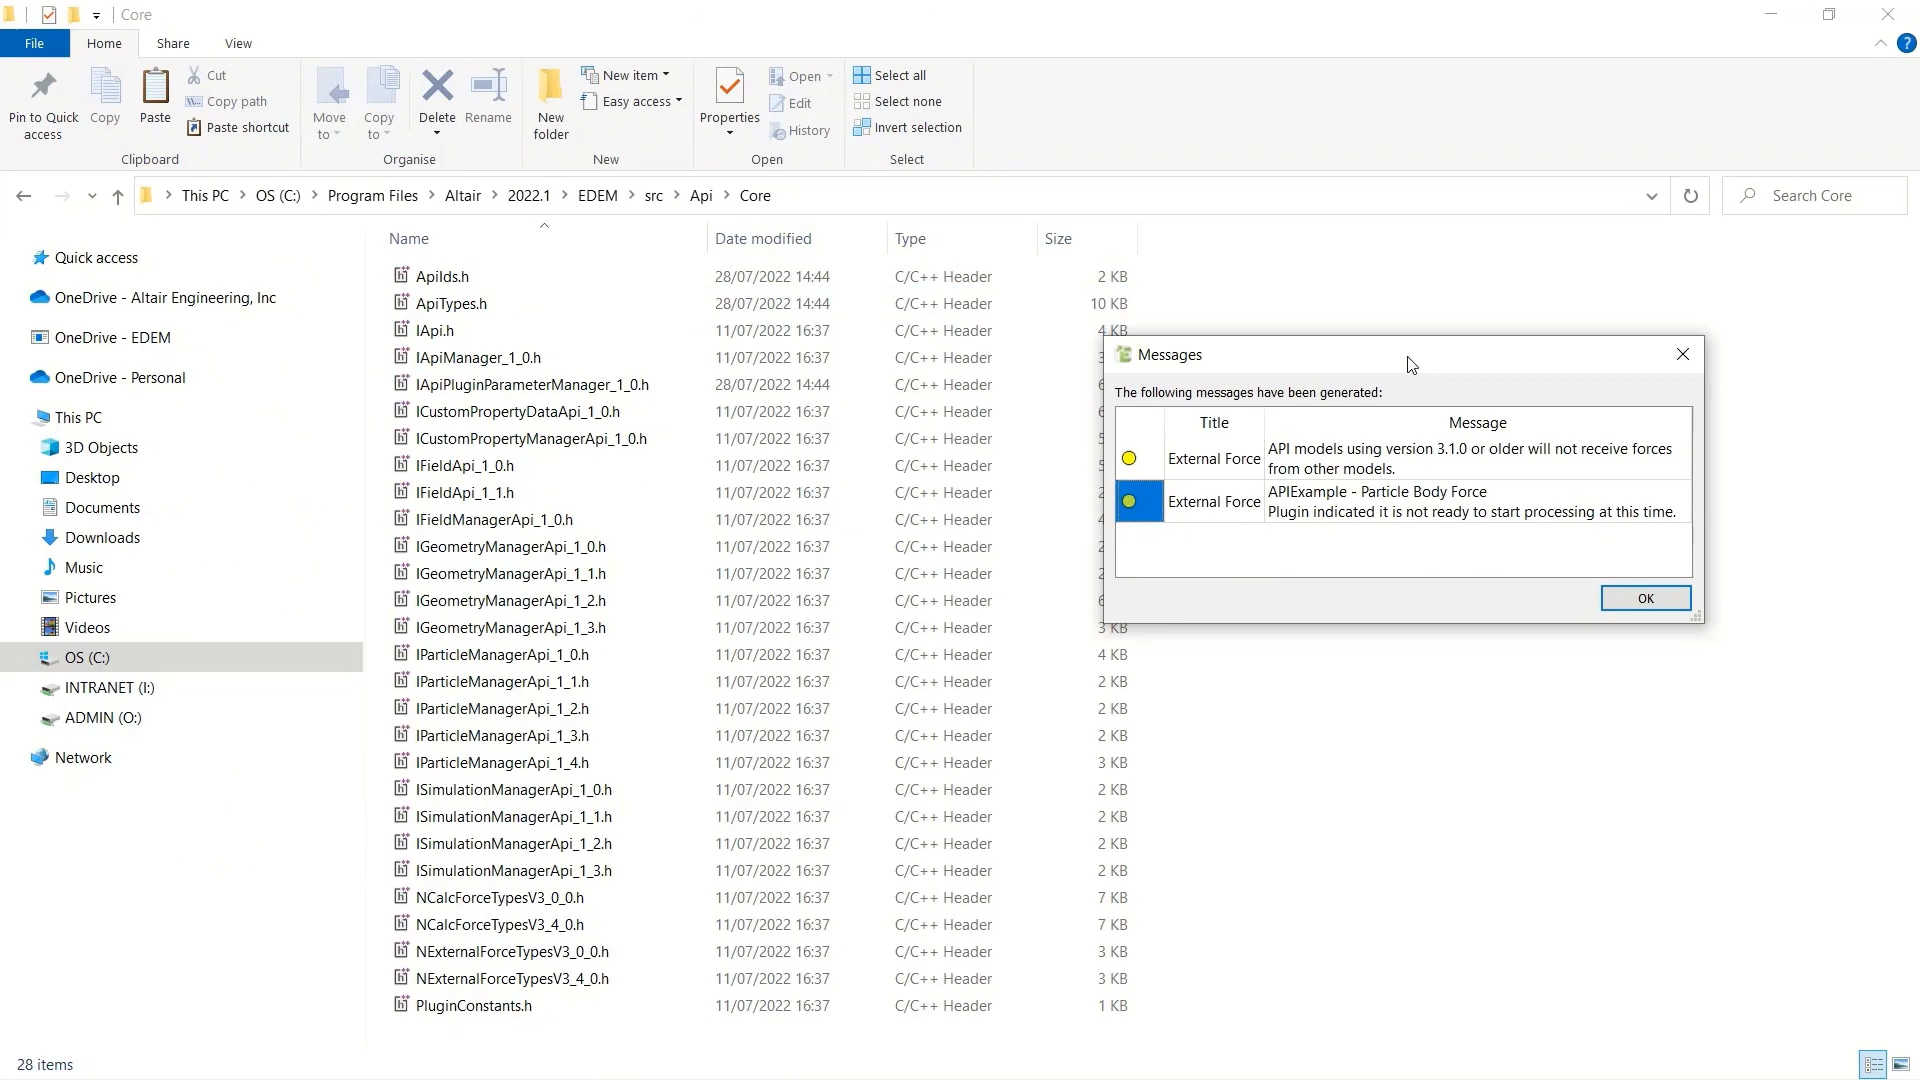 Core
File
Home
Share
View
Pin to Quick
access
Copy
Paste
Cut
Copy path
Paste shortcut
Clipboard
Move
to
Copy
to
Delete
Rename
Organise
New
folder
New item
Easy access
New
Properties
Open
Edit
History
Open
Select all
Select none
Invert selection
Select
This PC > OS (C:) > Program Files > Altair > 2022.1 > EDEM > src > Api > Core
Search Core
Quick access
OneDrive - Altair Engineering, Inc
OneDrive - EDEM
OneDrive - Personal
This PC
3D Objects
Desktop
Documents
Downloads
Music
Pictures
Videos
OS (C:)
INTRANET (I:)
ADMIN (O:)
Network
Name Date modified Type Size
ApiIds.h 28/07/2022 14:44 C/C++ Header 2 KB
ApiTypes.h 28/07/2022 14:44 C/C++ Header 10 KB
IApi.h 11/07/2022 16:37 C/C++ Header 4 KB
IApiManager_1_0.h 11/07/2022 16:37 C/C++ Header
IApiPluginParameterManager_1_0.h 28/07/2022 14:44 C/C++ Header
ICustomPropertyDataApi_1_0.h 11/07/2022 16:37 C/C++ Header
ICustomPropertyManagerApi_1_0.h 11/07/2022 16:37 C/C++ Header
IFieldApi_1_0.h 11/07/2022 16:37 C/C++ Header
IFieldApi_1_1.h 11/07/2022 16:37 C/C++ Header
IFieldManagerApi_1_0.h 11/07/2022 16:37 C/C++ Header
IGeometryManagerApi_1_0.h 11/07/2022 16:37 C/C++ Header
IGeometryManagerApi_1_1.h 11/07/2022 16:37 C/C++ Header
IGeometryManagerApi_1_2.h 11/07/2022 16:37 C/C++ Header
IGeometryManagerApi_1_3.h 11/07/2022 16:37 C/C++ Header 3 KB
IParticleManagerApi_1_0.h 11/07/2022 16:37 C/C++ Header 4 KB
IParticleManagerApi_1_1.h 11/07/2022 16:37 C/C++ Header 2 KB
IParticleManagerApi_1_2.h 11/07/2022 16:37 C/C++ Header 2 KB
IParticleManagerApi_1_3.h 11/07/2022 16:37 C/C++ Header 2 KB
IParticleManagerApi_1_4.h 11/07/2022 16:37 C/C++ Header 3 KB
ISimulationManagerApi_1_0.h 11/07/2022 16:37 C/C++ Header 2 KB
ISimulationManagerApi_1_1.h 11/07/2022 16:37 C/C++ Header 2 KB
ISimulationManagerApi_1_2.h 11/07/2022 16:37 C/C++ Header 2 KB
ISimulationManagerApi_1_3.h 11/07/2022 16:37 C/C++ Header 2 KB
NCalcForceTypesV3_0_0.h 11/07/2022 16:37 C/C++ Header 7 KB
NCalcForceTypesV3_4_0.h 11/07/2022 16:37 C/C++ Header 7 KB
NExternalForceTypesV3_0_0.h 11/07/2022 16:37 C/C++ Header 3 KB
NExternalForceTypesV3_4_0.h 11/07/2022 16:37 C/C++ Header 3 KB
PluginConstants.h 11/07/2022 16:37 C/C++ Header 1 KB
Messages
The following messages have been generated:
Title Message
External Force
API models using version 3.1.0 or older will not receive forces
from other models.
External Force
APIExample - Particle Body Force
Plugin indicated it is not ready to start processing at this time.
OK
28 items